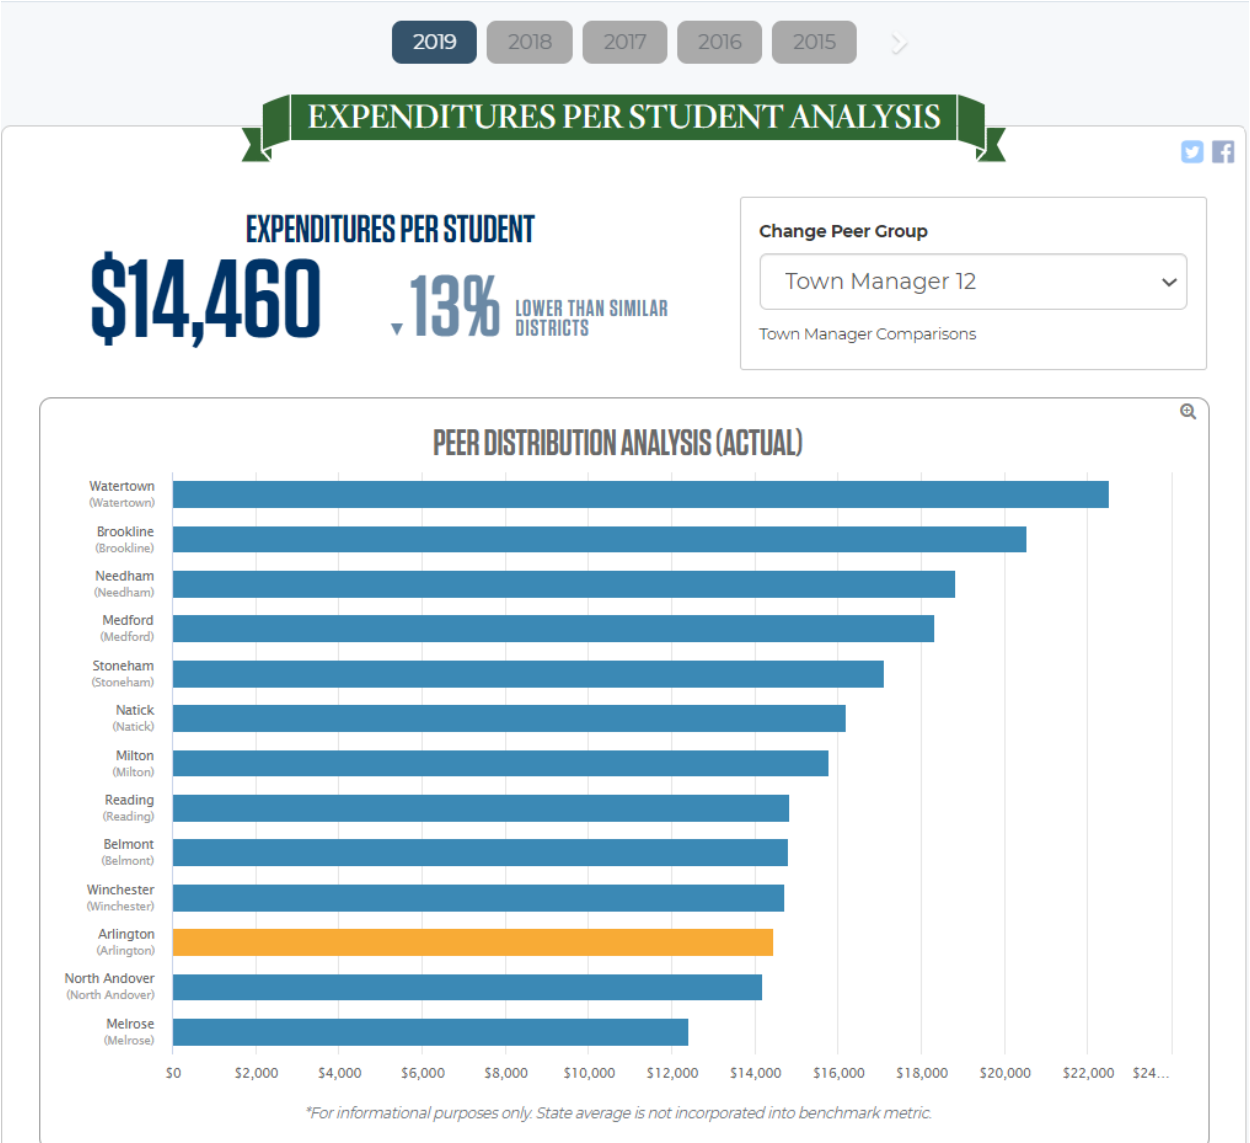 2019 2018 2017 2016 2015
EXPENDITURES PER STUDENT ANALYSIS
EXPENDITURES PER STUDENT
$14,460
13%
LOWER THAN SIMILAR
DISTRICTS
Change Peer Group
Town Manager 12
Town Manager Comparisons
PEER DISTRIBUTION ANALYSIS (ACTUAL)
Watertown
(Watertown)
Brookline
(Brookline)
Needham
(Needham)
Medford
(Medford)
Stoneham
(Stoneham)
Natick
(Natick)
Milton
(Milton)
Reading
(Reading)
Belmont
(Belmont)
Winchester
(Winchester)
Arlington
(Arlington)
North Andover
(North Andover)
Melrose
(Melrose)
$0 $2,000 $4,000 $6,000 $8,000 $10,000 $12,000 $14,000 $16,000 $18,000 $20,000 $22,000 $24...
*For informational purposes only. State average is not incorporated into benchmark metric.